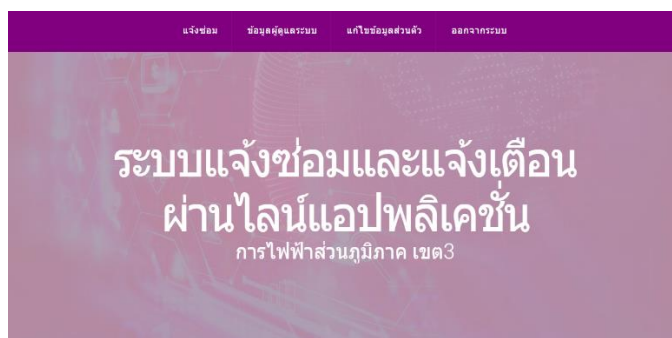 แจ้งซ่อม ข้อมูลผู้ดูแลระบบ แก้ไขข้อมูลส่วนตัว ออกจากระบบ
ระบบแจ้งซ่อมและแจ้งเตือน
ผ่านไลน์แอปพลิเคชั่น
การไฟฟ้าส่วนภูมิภาค เขต3